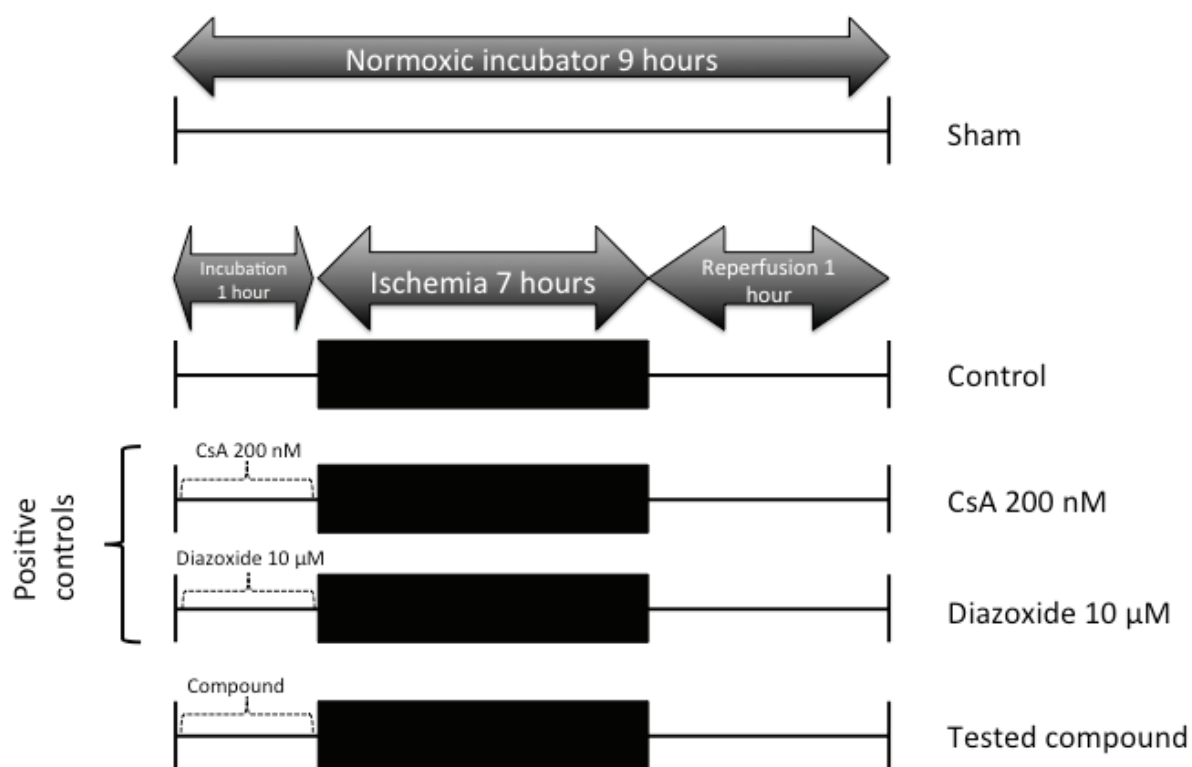 Normoxic incubator 9 hours
Sham
Incubation
1 hour
Ischemia 7 hours
Reperfusion 1
hour
Control
Positive
controls
CsA 200 nM
CsA 200 nM
Diazoxide 10 µM
Diazoxide 10 µM
Compound
Tested compound